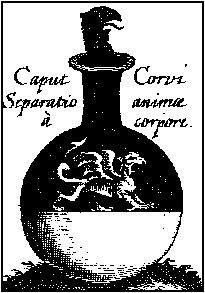 Caput Corvi
Separatio animæ
à corpore.